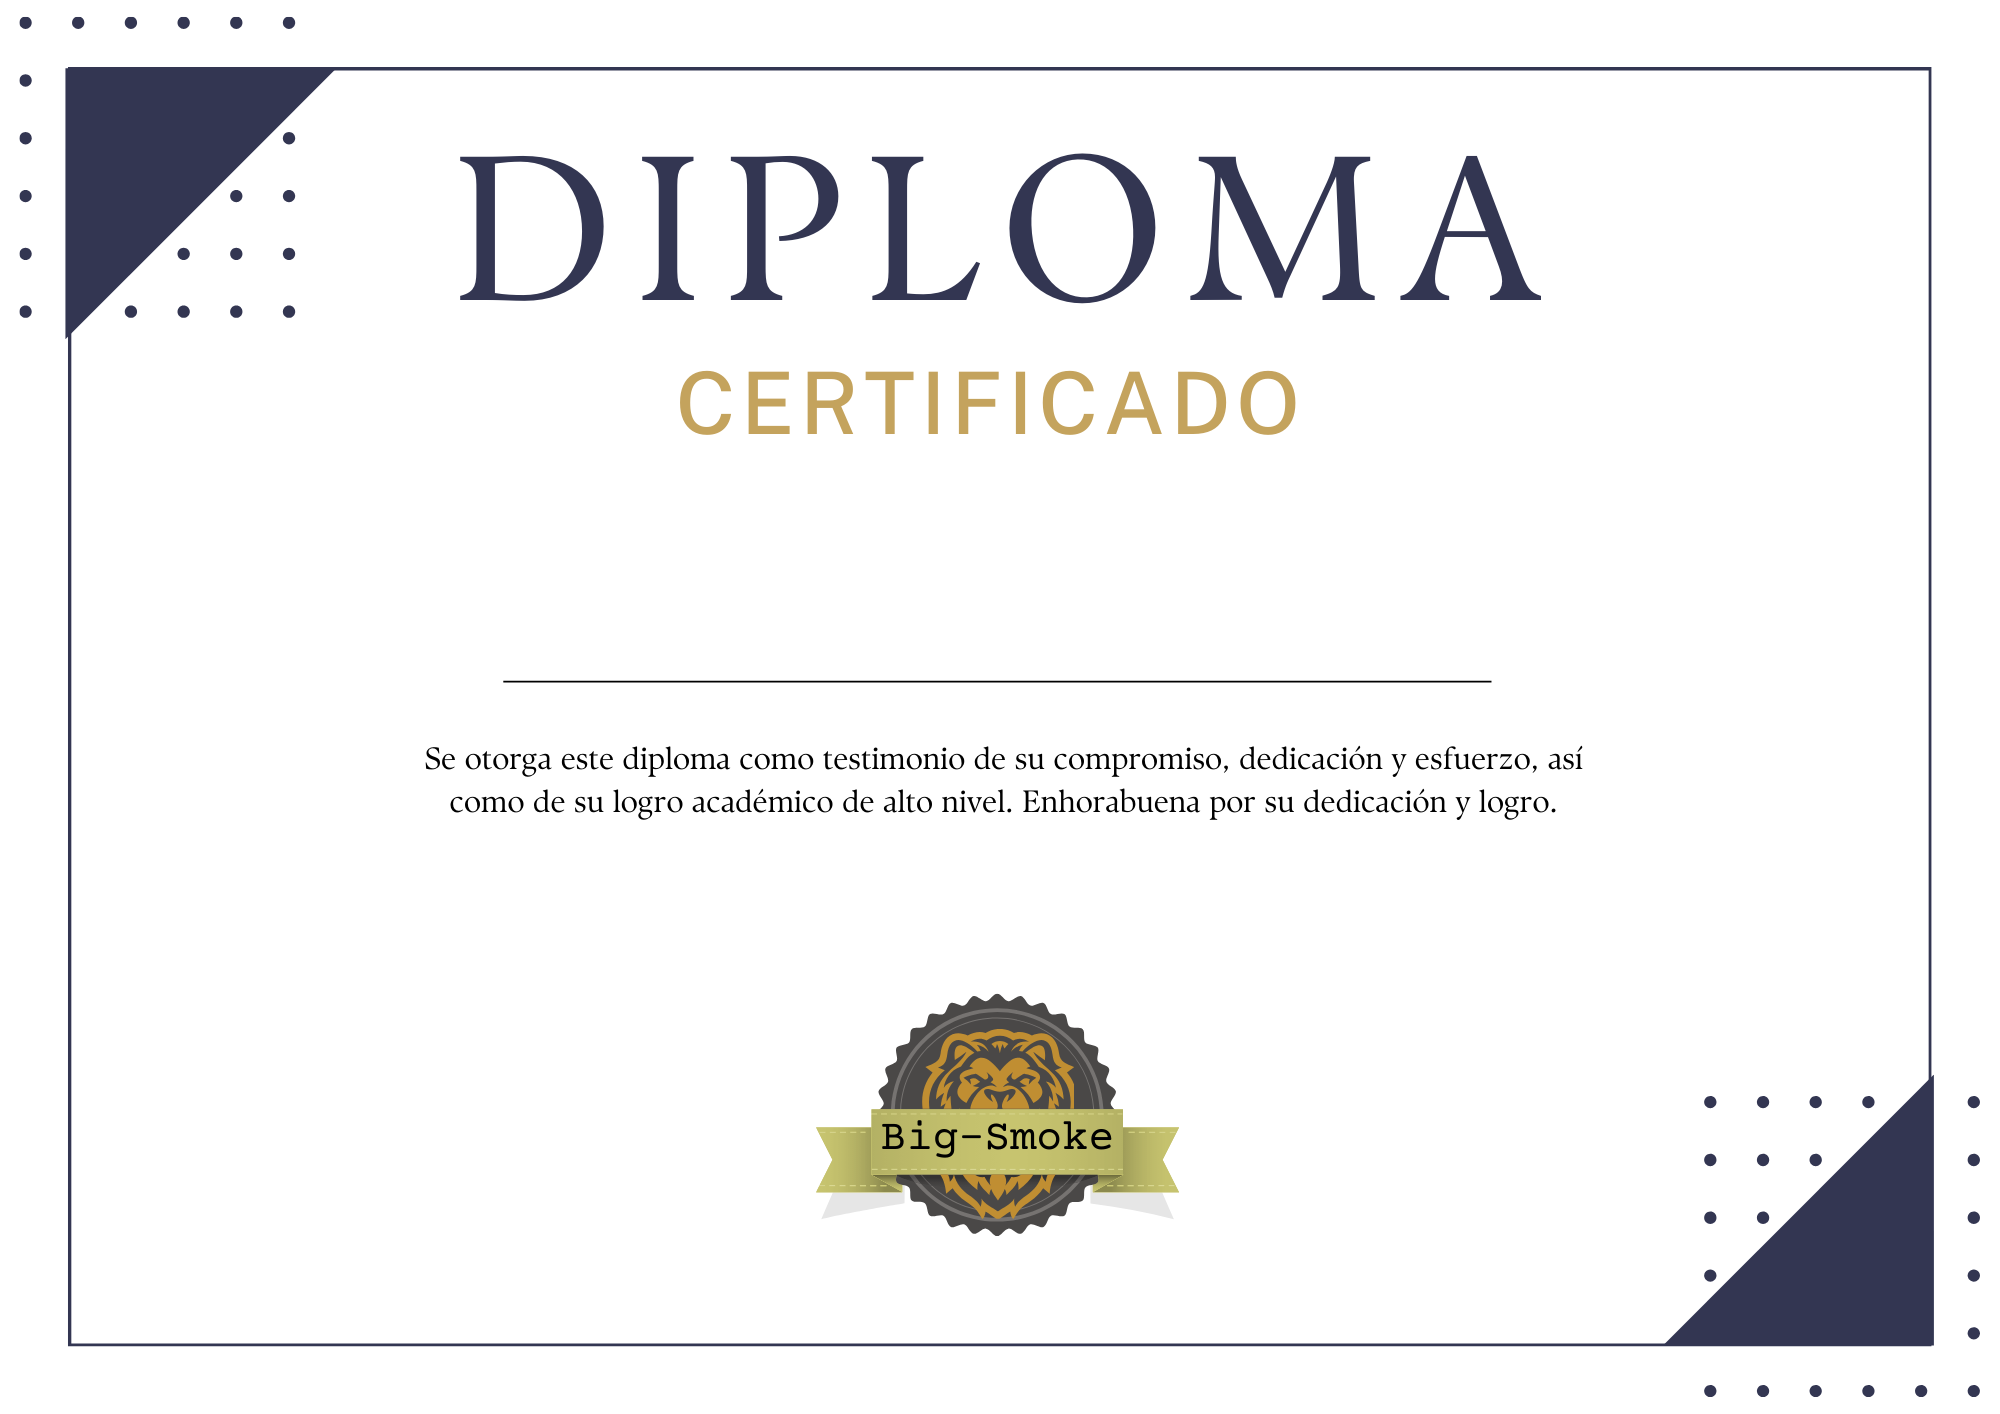 DIPLOMA
CERTIFICADO
Se otorga este diploma como testimonio de su compromiso, dedicación y esfuerzo, así
como de su logro académico de alto nivel. Enhorabuena por su dedicación y logro.
Big-Smoke